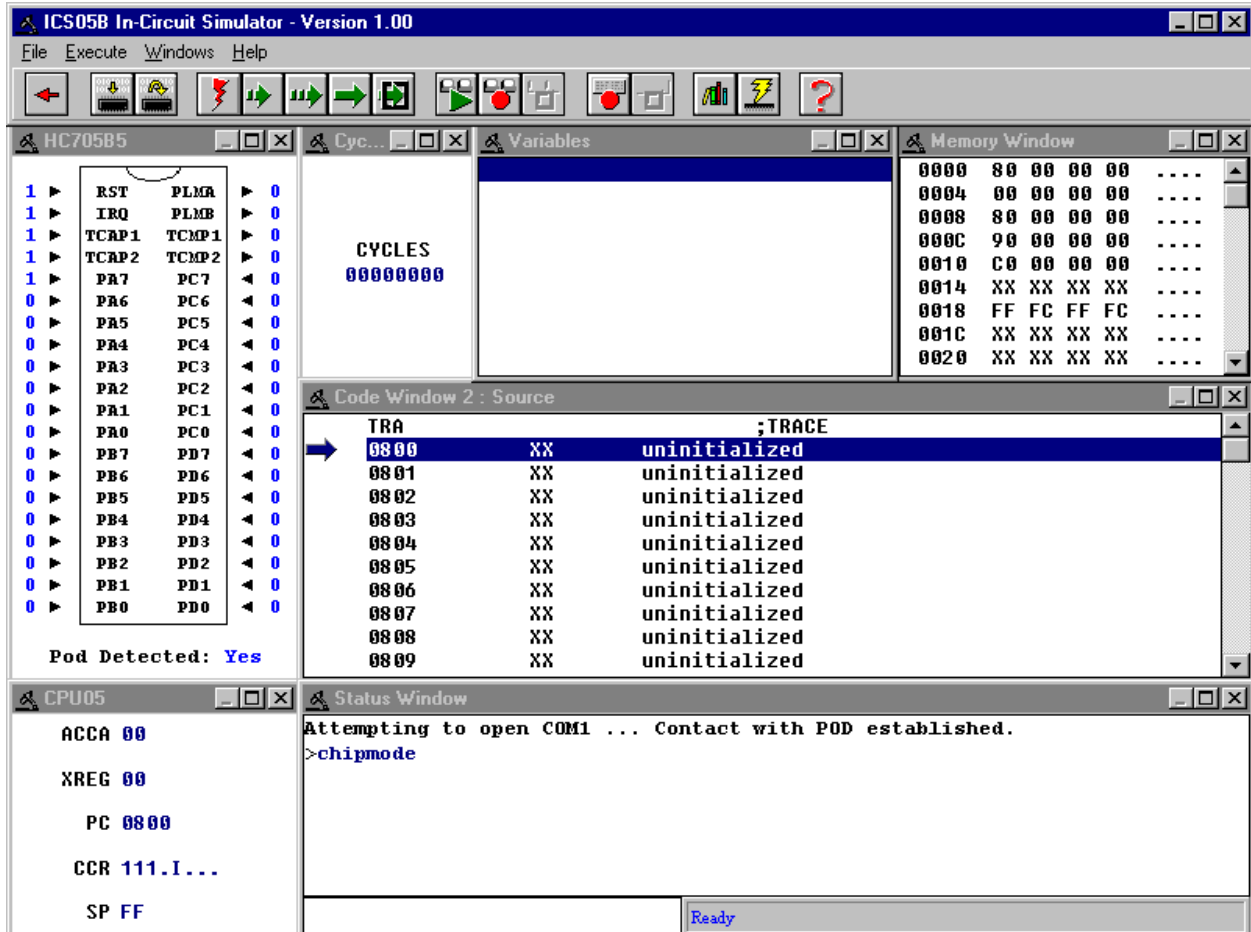 ICS05B In-Circuit Simulator - Version 1.00
File Execute Windows Help
HC705B5
1 RST PLMA 0
1 IRQ PLMB 0
1 TCAP1 TCMP1 0
1 TCAP2 TCMP2 0
1 PA7 PC7 0
0 PA6 PC6 0
0 PA5 PC5 0
0 PA4 PC4 0
0 PA3 PC3 0
0 PA2 PC2 0
0 PA1 PC1 0
0 PA0 PC0 0
0 PB7 PD7 0
0 PB6 PD6 0
0 PB5 PD5 0
0 PB4 PD4 0
0 PB3 PD3 0
0 PB2 PD2 0
0 PB1 PD1 0
0 PB0 PD0 0
Pod Detected: Yes
Cyc...
CYCLES
00000000
Variables
Memory Window
0000 80 00 00 00 ....
0004 00 00 00 00 ....
0008 80 00 00 00 ....
000C 90 00 00 00 ....
0010 C0 00 00 00 ....
0014 XX XX XX XX ....
0018 FF FC FF FC ....
001C XX XX XX XX ....
0020 XX XX XX XX ....
Code Window 2 : Source
TRA ;TRACE
0800 XX uninitialized
0801 XX uninitialized
0802 XX uninitialized
0803 XX uninitialized
0804 XX uninitialized
0805 XX uninitialized
0806 XX uninitialized
0807 XX uninitialized
0808 XX uninitialized
0809 XX uninitialized
CPU05
ACCA 00
XREG 00
PC 0800
CCR 111.I...
SP FF
Status Window
Attempting to open COM1 ... Contact with POD established.
>chipmode
Ready